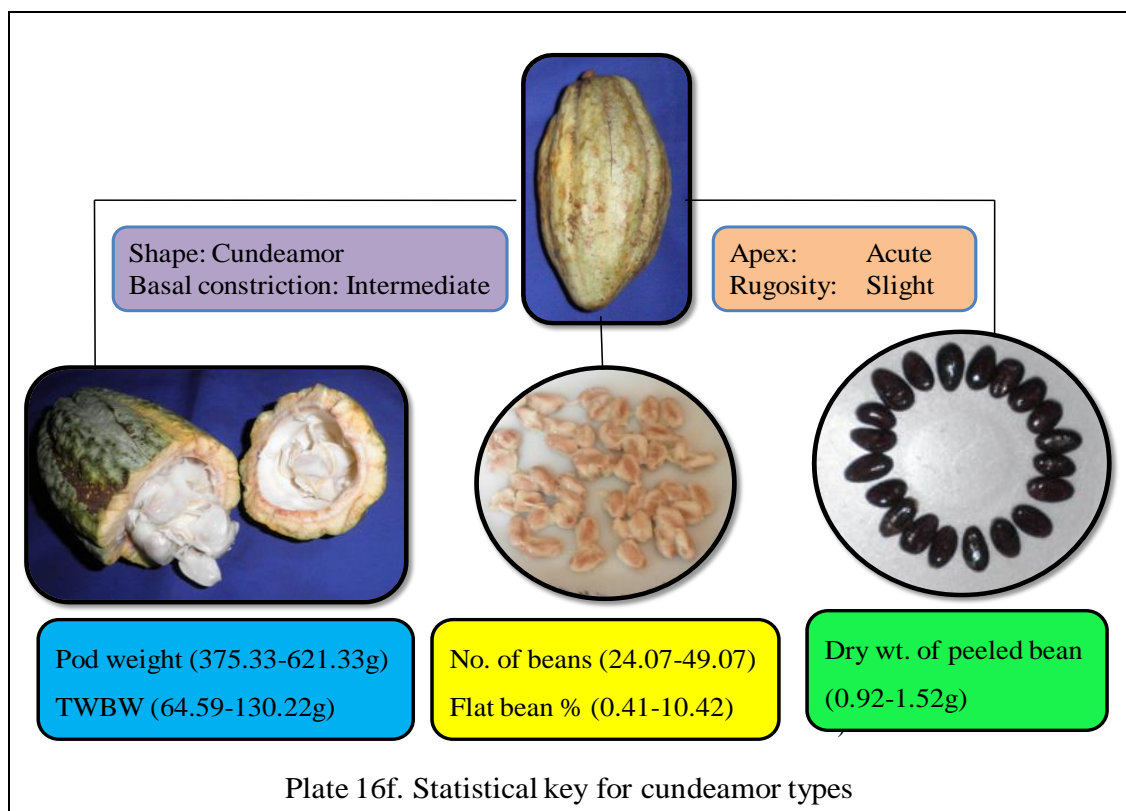 Shape: Cundeamor
Basal constriction: Intermediate
Apex: Acute
Rugosity: Slight
Pod weight (375.33-621.33g)
TWBW (64.59-130.22g)
No. of beans (24.07-49.07)
Flat bean % (0.41-10.42)
Dry wt. of peeled bean
(0.92-1.52g)
Plate 16f. Statistical key for cundeamor types